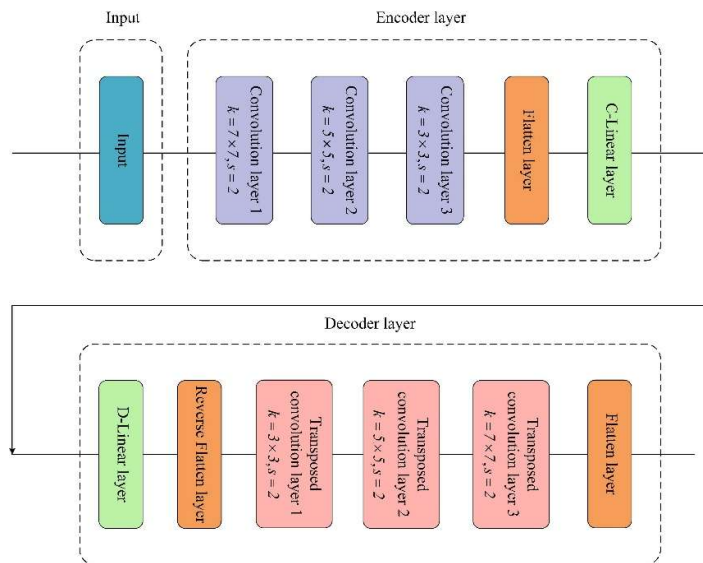 Input
Encoder layer
Input
Convolution layer 1
k = 7×7, s = 2
Convolution layer 2
k = 5×5, s = 2
Convolution layer 3
k = 3×3, s = 2
Flatten layer
C-Linear layer
Decoder layer
D-Linear layer
Reverse Flatten layer
Transposed
convolution layer 1
k = 3×3, s = 2
Transposed
convolution layer 2
k = 5×5, s = 2
Transposed
convolution layer 3
k = 7×7, s = 2
Flatten layer